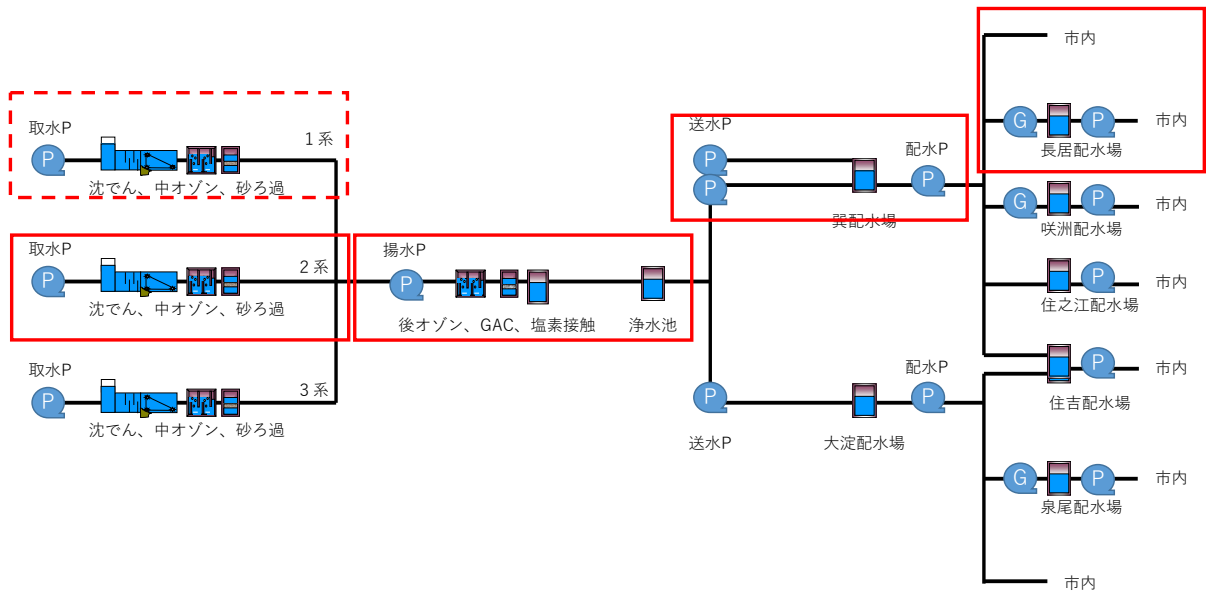 取水P
P
1系
沈でん、中オゾン、砂ろ過
取水P
P
2系
沈でん、中オゾン、砂ろ過
取水P
P
3系
沈でん、中オゾン、砂ろ過
揚水P
P
後オゾン、GAC、塩素接触
浄水池
送水P
P
P
配水P
P
巽配水場
P
送水P
配水P
P
大淀配水場
市内
G
P
市内
長居配水場
G
P
市内
咲洲配水場
P
市内
住之江配水場
P
市内
住吉配水場
G
P
市内
泉尾配水場
市内